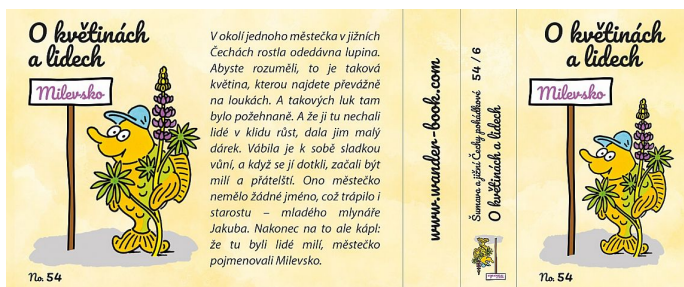 O květinách
a lidech
Milevsko
No. 54
V okolí jednoho městečka v jižních
Čechách rostla odedávna lupina.
Abyste rozuměli, to je taková
květina, kterou najdete převážně
na loukách. A takových luk tam
bylo požehnaně. A že ji tu nechali
lidé v klidu růst, dala jim malý
dárek. Vábila je k sobě sladkou
vůní, a když se jí dotkli, začali být
milí a přátelští. Ono městečko
nemělo žádné jméno, což trápilo i
starostu – mladého mlynáře
Jakuba. Nakonec na to ale kápl:
že tu byli lidé milí, městečko
pojmenovali Milevsko.
www.wander-book.com
Šumava a jižní Čechy pohádkové 54 / 6
O květinách a lidech
O květinách
a lidech
Milevsko
No. 54